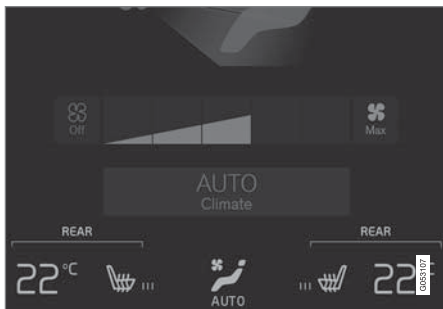 Off
Max
AUTO
Climate
REAR
REAR
22°C
22°
AUTO
G053107